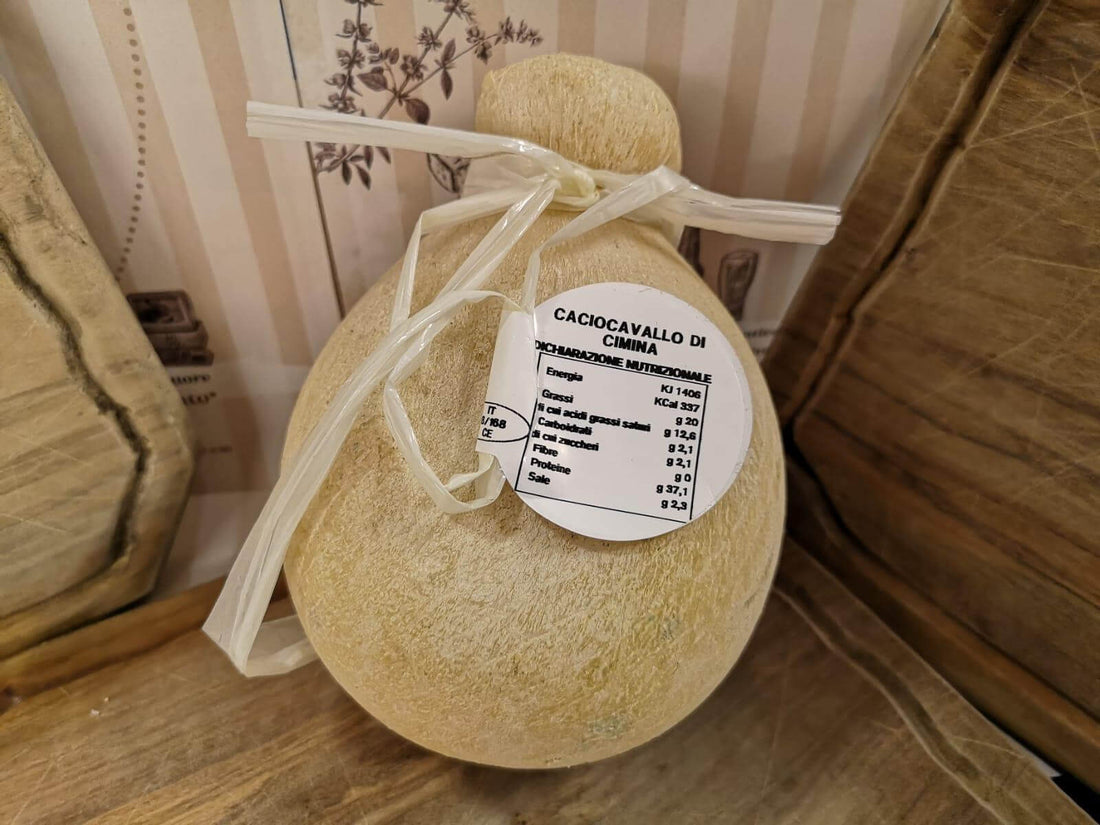 CACIOCAVALLO DI
CIMINA
DICHIARAZIONE NUTRIZIONALE
Energia KJ 1406
KCal 337
Grassi g 20
di cui acidi grassi saturi g 12,6
Carboidrati g 2,1
di cui zuccheri g 2,1
Fibre g 0
Proteine g 37,1
Sale g 2,3
IT
/168
CE